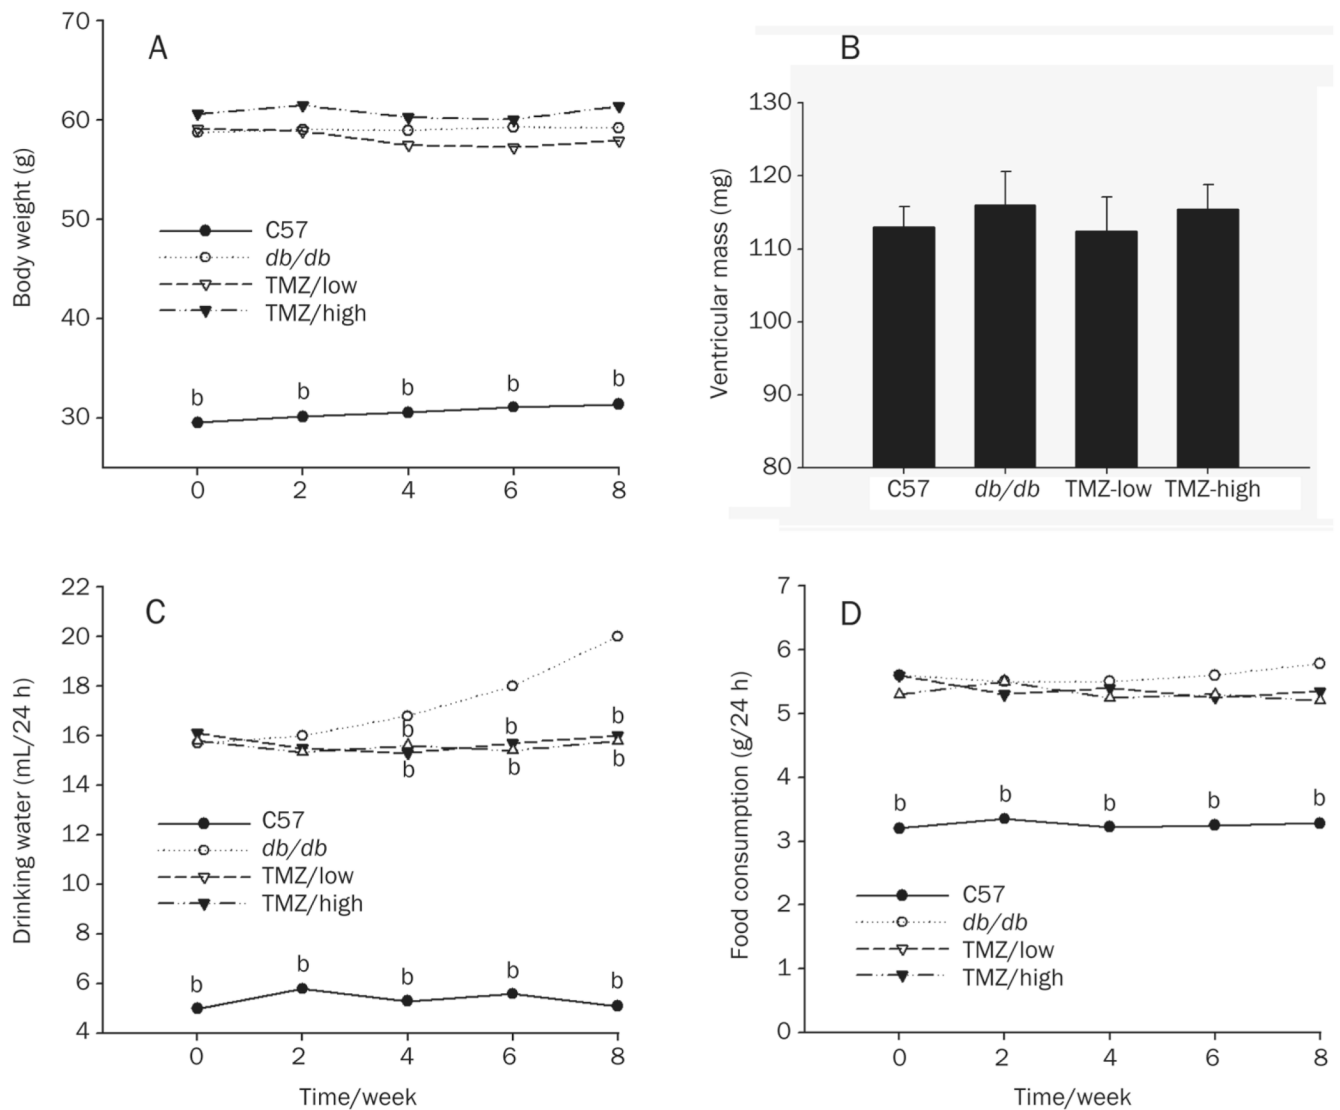 A
70
60
50
40
30
Body weight (g)
C57
db/db
TMZ/low
TMZ/high
b b b b b
0 2 4 6 8
B
130
120
110
100
90
80
Ventricular mass (mg)
C57 db/db TMZ-low TMZ-high
C
22
20
18
16
14
12
10
8
6
4
Drinking water (mL/24 h)
b b b
b b b
C57
db/db
TMZ/low
TMZ/high
b b b b b
0 2 4 6 8
Time/week
D
7
6
5
4
3
2
1
0
Food consumption (g/24 h)
b b b b b
C57
db/db
TMZ/low
TMZ/high
0 2 4 6 8
Time/week